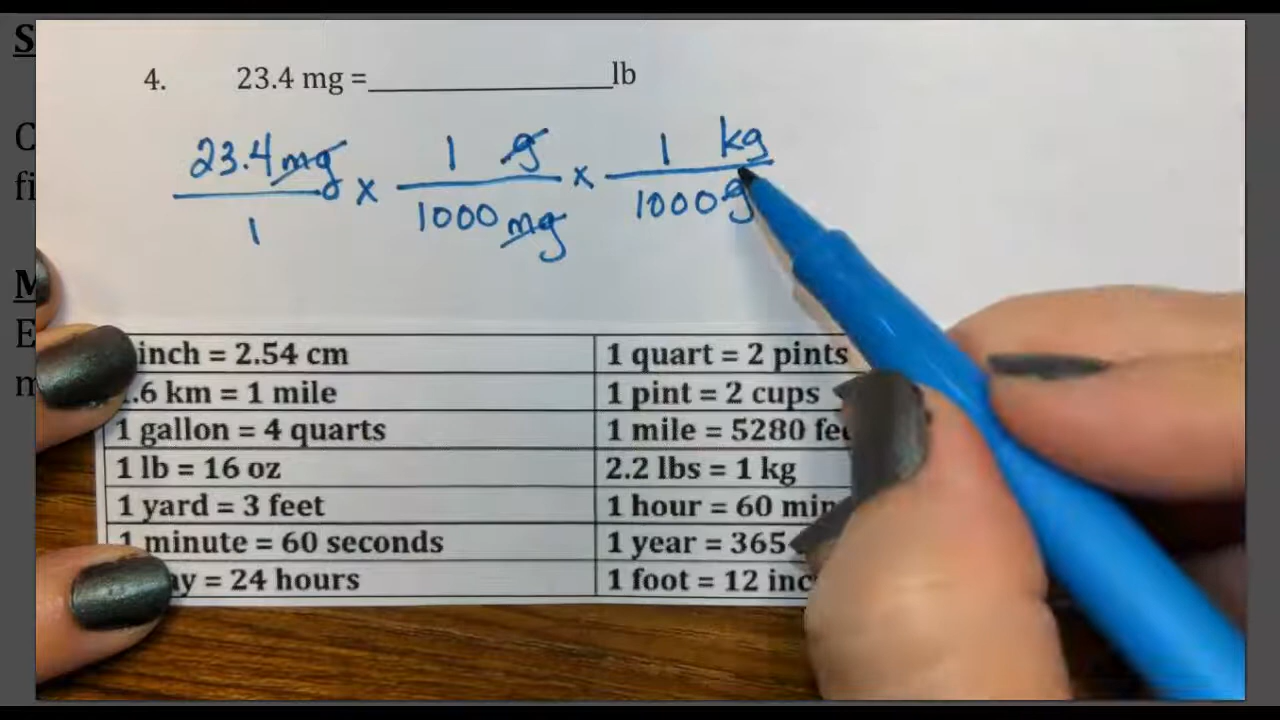 S
C
fi
M
E
m
4. 23.4 mg =____________lb
23.4 mg × 1 g × 1 kg
1 1000 mg 1000 g
inch = 2.54 cm 1 quart = 2 pints
.6 km = 1 mile 1 pint = 2 cups
1 gallon = 4 quarts 1 mile = 5280 fe
1 lb = 16 oz 2.2 lbs = 1 kg
1 yard = 3 feet 1 hour = 60 min
1 minute = 60 seconds 1 year = 365
ay = 24 hours 1 foot = 12 inc